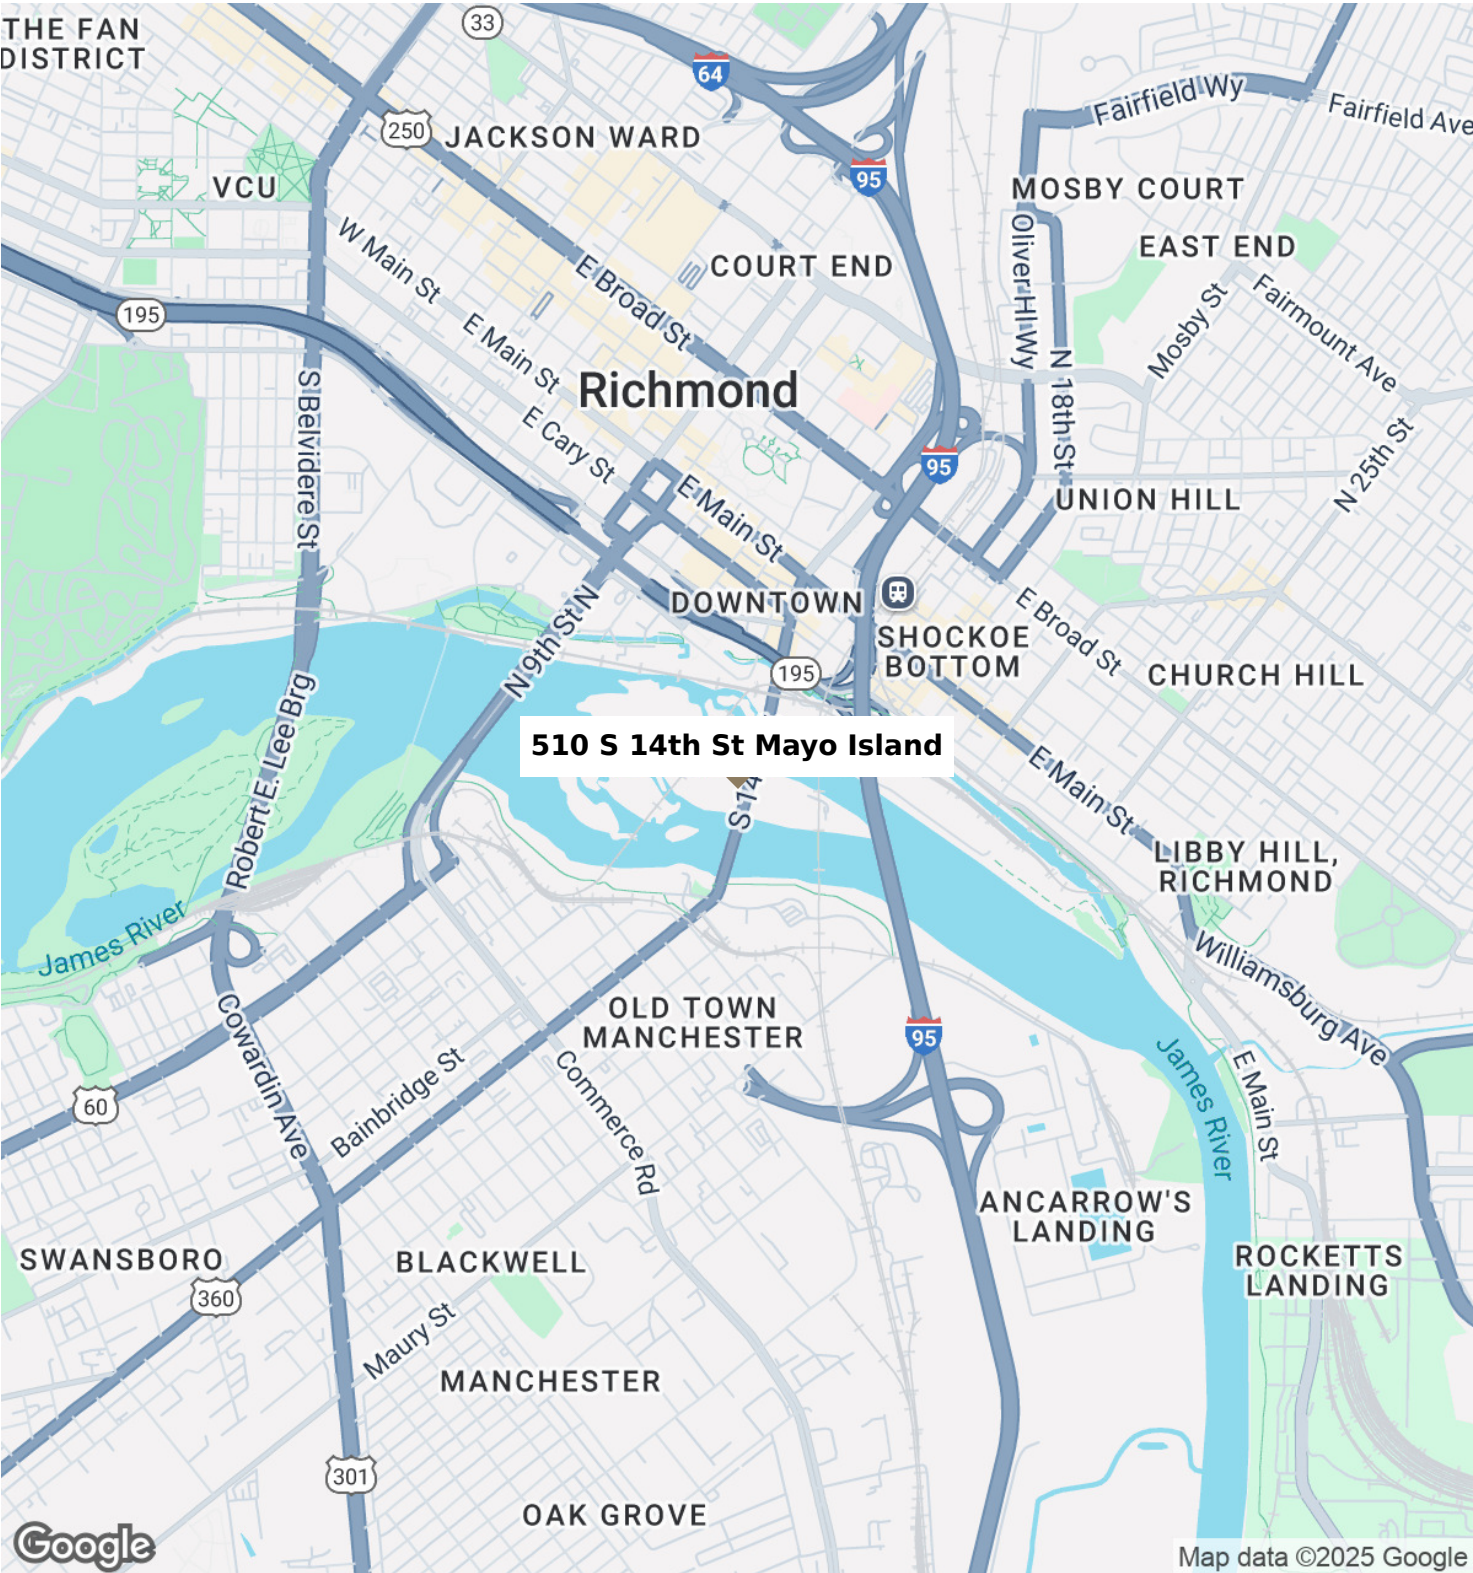 THE FAN
DISTRICT
33
64
Fairfield Wy
Fairfield Ave
250
JACKSON WARD
95
VCU
MOSBY COURT
W Main St
COURT END
Oliver Hl Wy
EAST END
E Broad St
Mosby St
Fairmount Ave
195
E Main St
N 18th St
S Belvidere St
Richmond
E Cary St
95
N 25th St
E Main St
UNION HILL
DOWNTOWN
N 9th St N
SHOCKOE
BOTTOM
E Broad St
195
CHURCH HILL
Robert E. Lee Brg
510 S 14th St Mayo Island
S 14
E Main St
LIBBY HILL,
RICHMOND
James River
Williamsburg Ave
OLD TOWN
MANCHESTER
95
Cowardin Ave
60
Bainbridge St
Commerce Rd
James River
E Main St
ANCARROW'S
LANDING
SWANSBORO
BLACKWELL
ROCKETTS
LANDING
360
Maury St
MANCHESTER
301
OAK GROVE
Google
Map data ©2025 Google